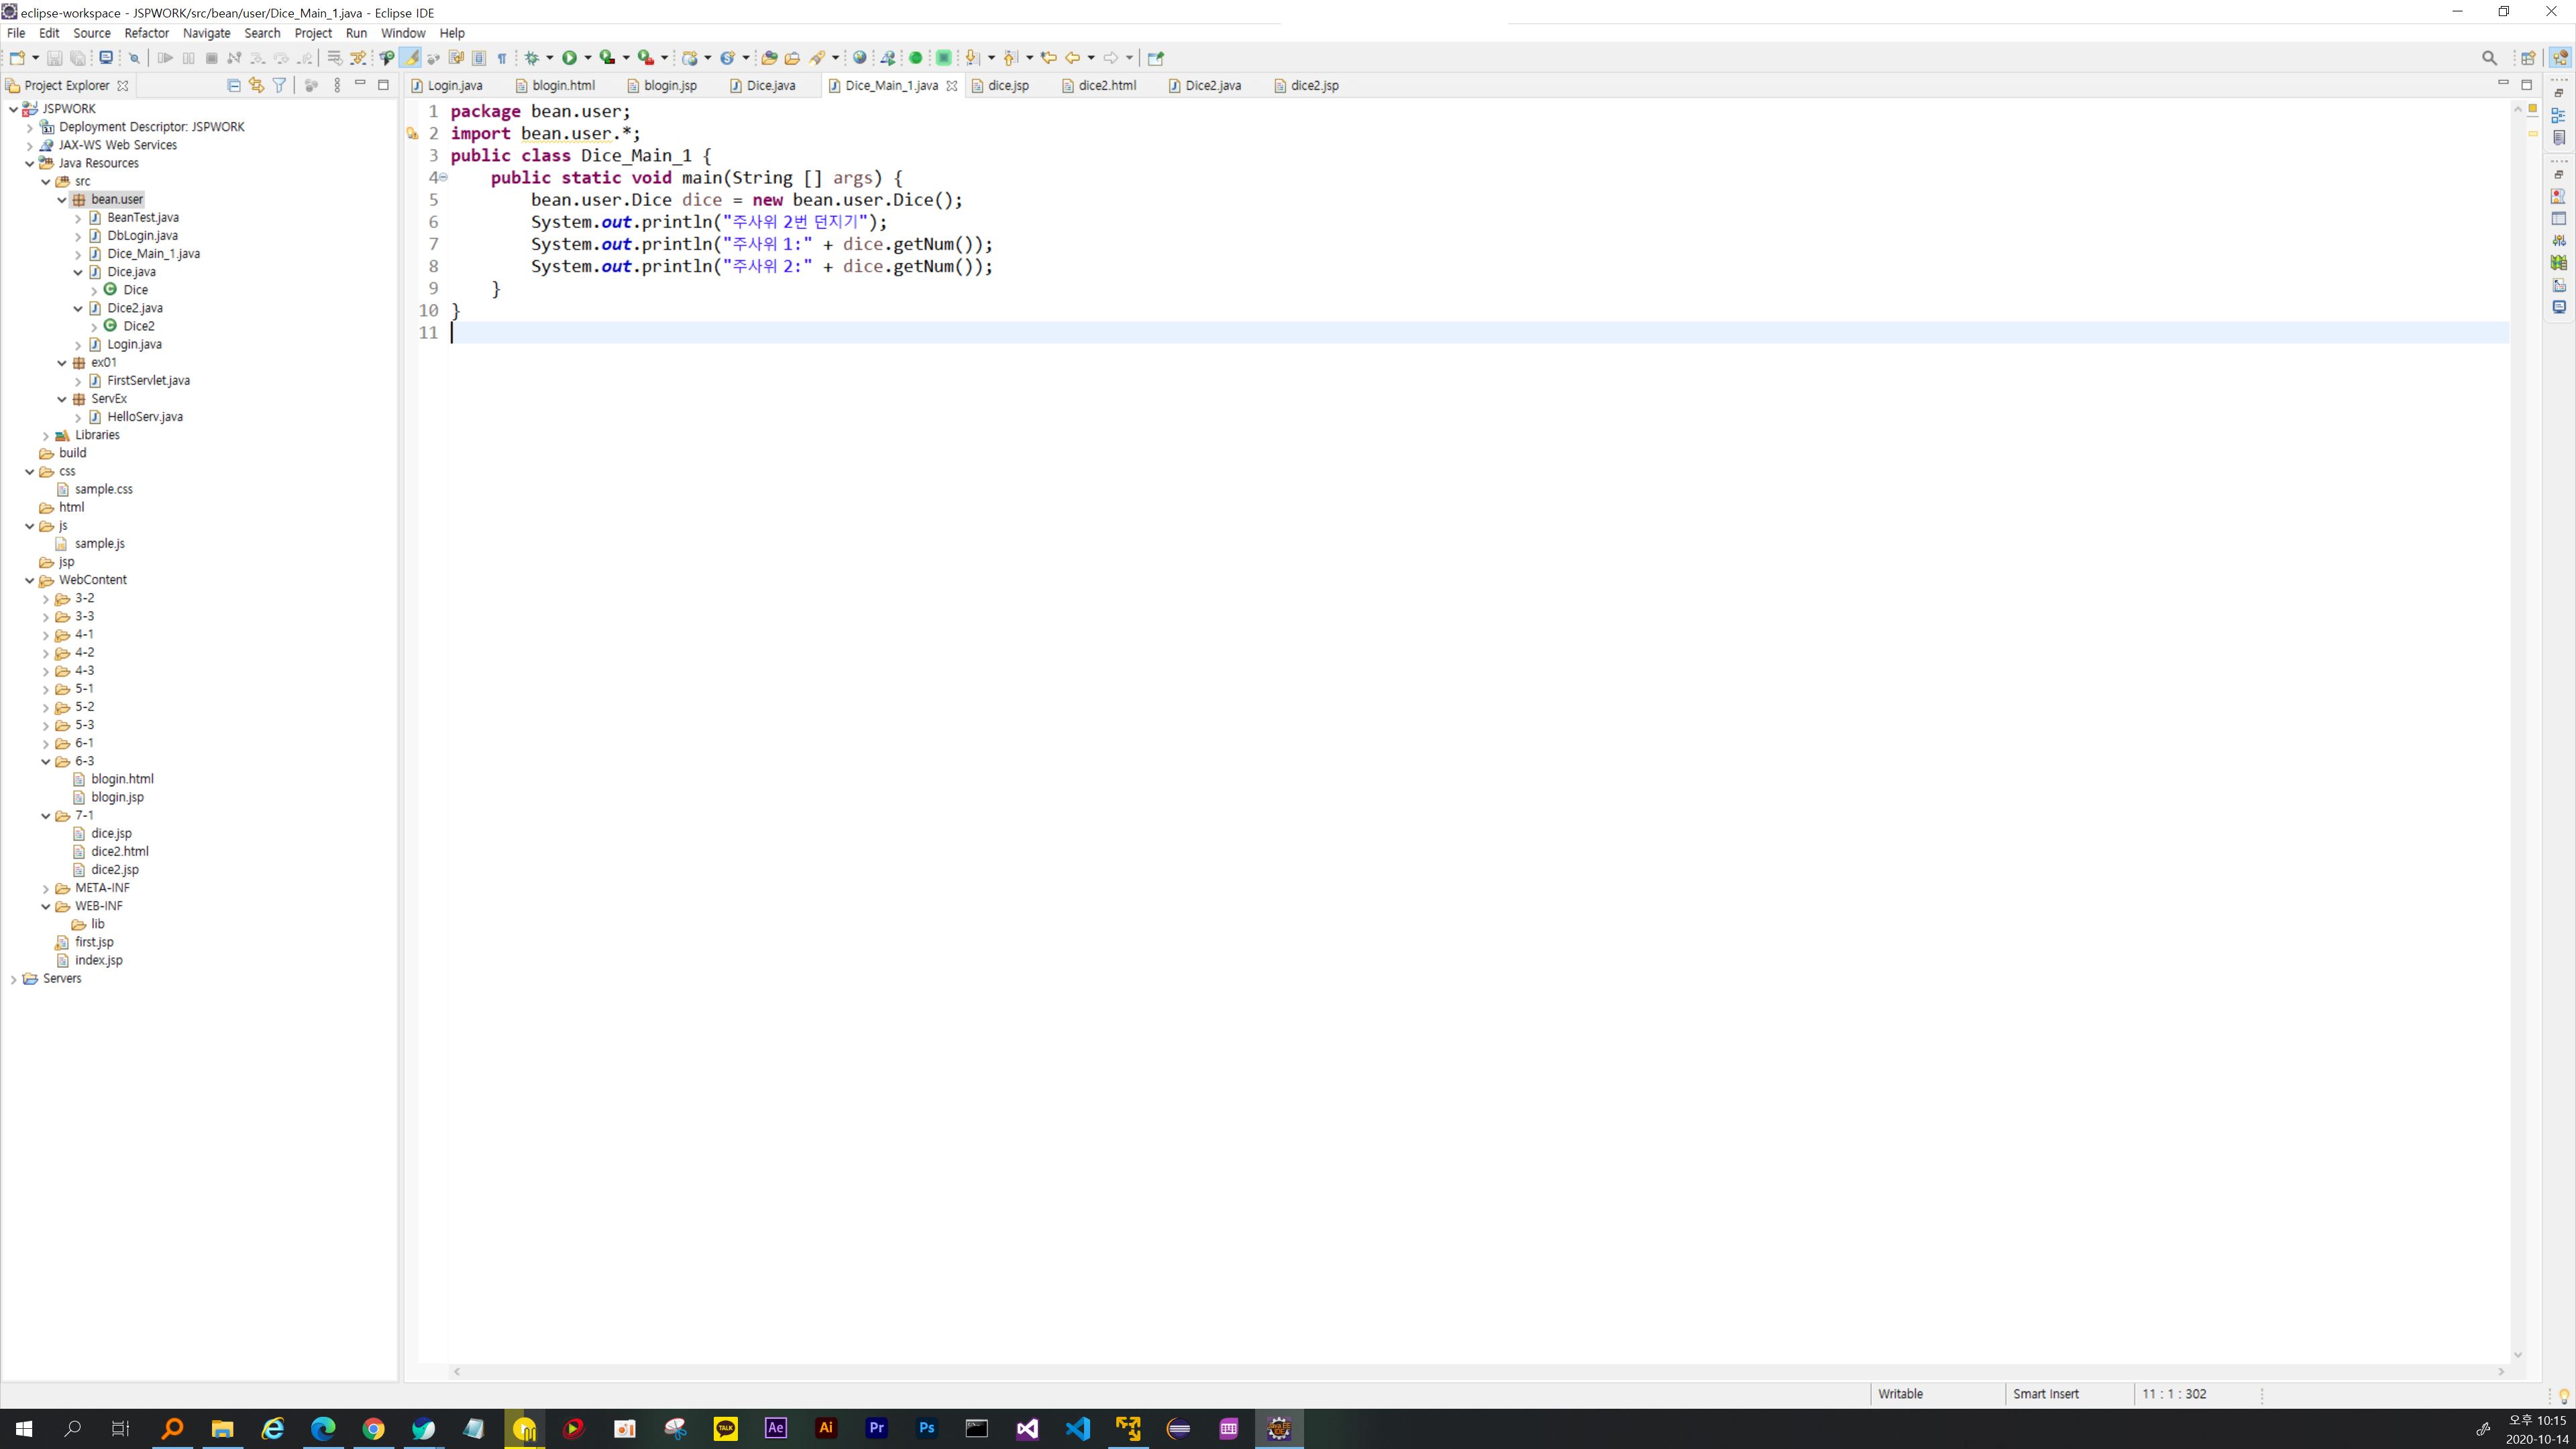 eclipse-workspace - JSPWORK/src/bean/user/Dice_Main_1.java - Eclipse IDE
File Edit Source Refactor Navigate Search Project Run Window Help
Project Explorer
JSPWORK
Deployment Descriptor: JSPWORK
JAX-WS Web Services
Java Resources
src
bean.user
BeanTest.java
DbLogin.java
Dice_Main_1.java
Dice.java
Dice
Dice2.java
Dice2
Login.java
ex01
FirstServlet.java
ServEx
HelloServ.java
Libraries
build
css
sample.css
html
js
sample.js
jsp
WebContent
3-2
3-3
4-1
4-2
4-3
5-1
5-2
5-3
6-1
6-3
blogin.html
blogin.jsp
7-1
dice.jsp
dice2.html
dice2.jsp
META-INF
WEB-INF
lib
first.jsp
index.jsp
Servers
Login.java blogin.html blogin.jsp Dice.java Dice_Main_1.java dice.jsp dice2.html Dice2.java dice2.jsp
1 package bean.user;
2 import bean.user.*;
3 public class Dice_Main_1 {
4 public static void main(String [] args) {
5 bean.user.Dice dice = new bean.user.Dice();
6 System.out.println("주사위 2번 던지기");
7 System.out.println("주사위 1:" + dice.getNum());
8 System.out.println("주사위 2:" + dice.getNum());
9 }
10 }
11
Writable Smart Insert 11 : 1 : 302
TALK Ae Ai Pr Ps
오후 10:15
2020-10-14